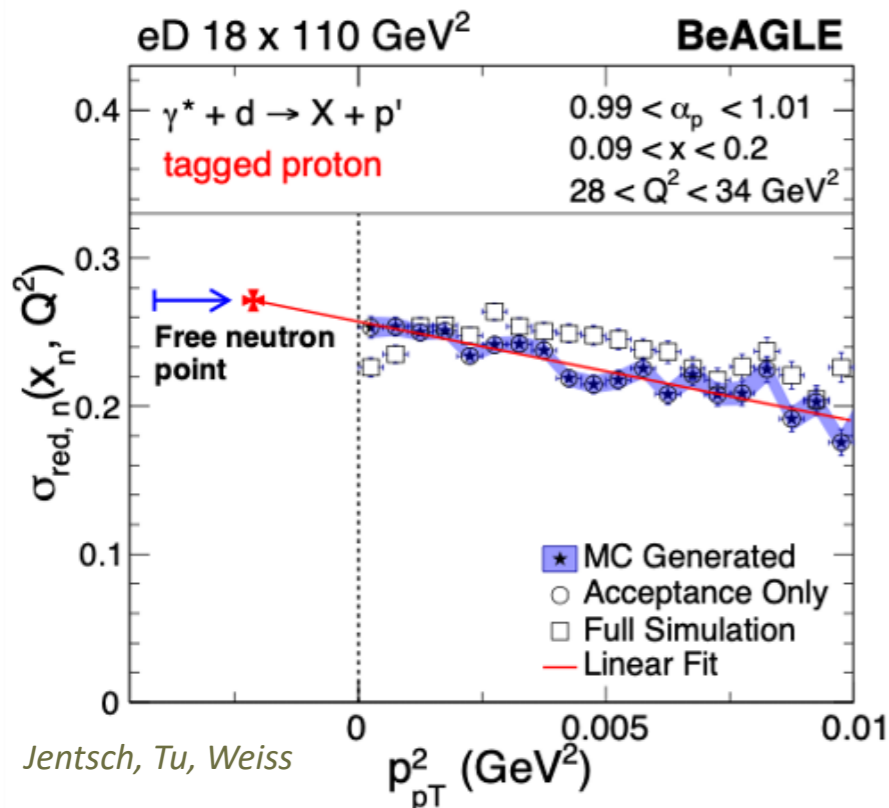 eD 18 x 110 GeV² BeAGLE
γ* + d → X + p'
tagged proton
0.99 < αₚ < 1.01
0.09 < x < 0.2
28 < Q² < 34 GeV²
0.4
0.3
0.2
0.1
0
σred, n(xn, Q²)
Free neutron
point
MC Generated
Acceptance Only
Full Simulation
Linear Fit
0 0.005 0.01
p²pT (GeV²)
Jentsch, Tu, Weiss